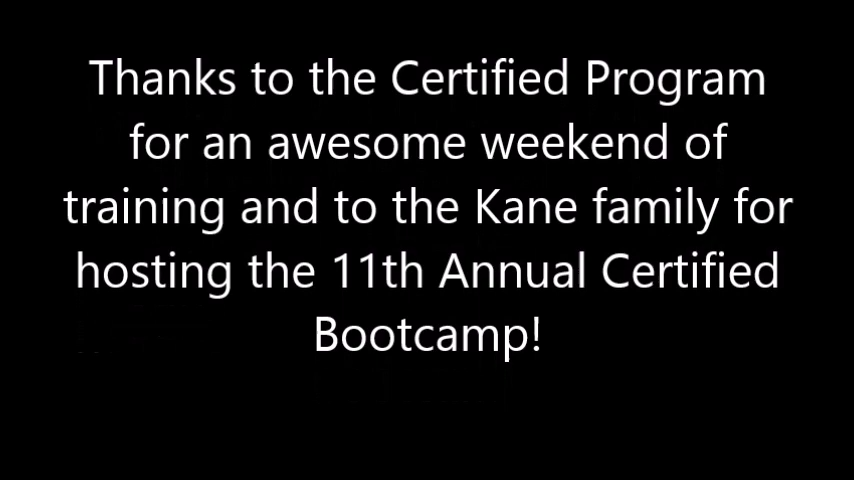 Thanks to the Certified Program
for an awesome weekend of
training and to the Kane family for
hosting the 11th Annual Certified
Bootcamp!